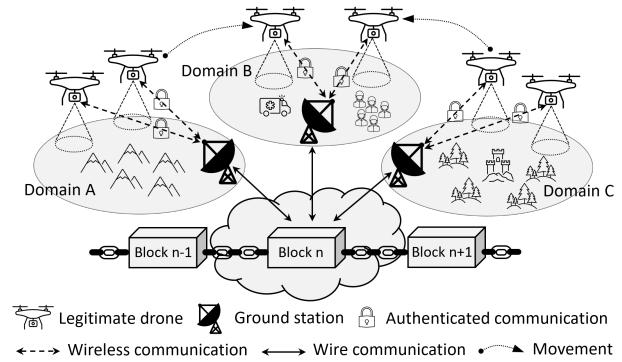 Domain B
Domain A
Domain C
Block n-1
Block n
Block n+1
Legitimate drone
Ground station
Authenticated communication
Wireless communication
Wire communication
Movement